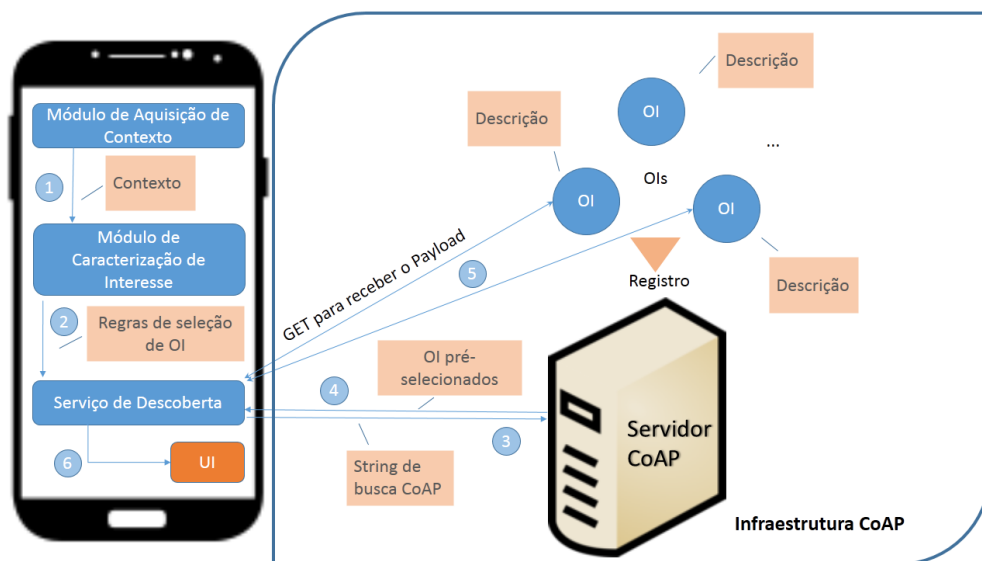 Módulo de Aquisição de
Contexto
1
Contexto
Módulo de
Caracterização de
Interesse
2
Regras de seleção
de OI
Serviço de Descoberta
6
UI
Descrição
OI
Descrição
...
OIs
OI
OI
Descrição
GET para receber o Payload
5
Registro
OI pré-
selecionados
4
3
String de
busca CoAP
Servidor
CoAP
Infraestrutura CoAP